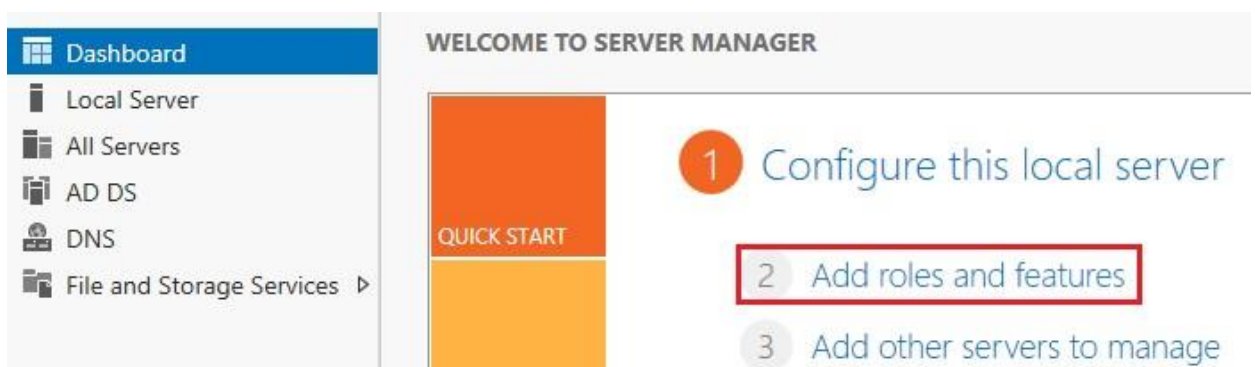 Dashboard
Local Server
All Servers
AD DS
DNS
File and Storage Services
WELCOME TO SERVER MANAGER
QUICK START
1 Configure this local server
2 Add roles and features
3 Add other servers to manage